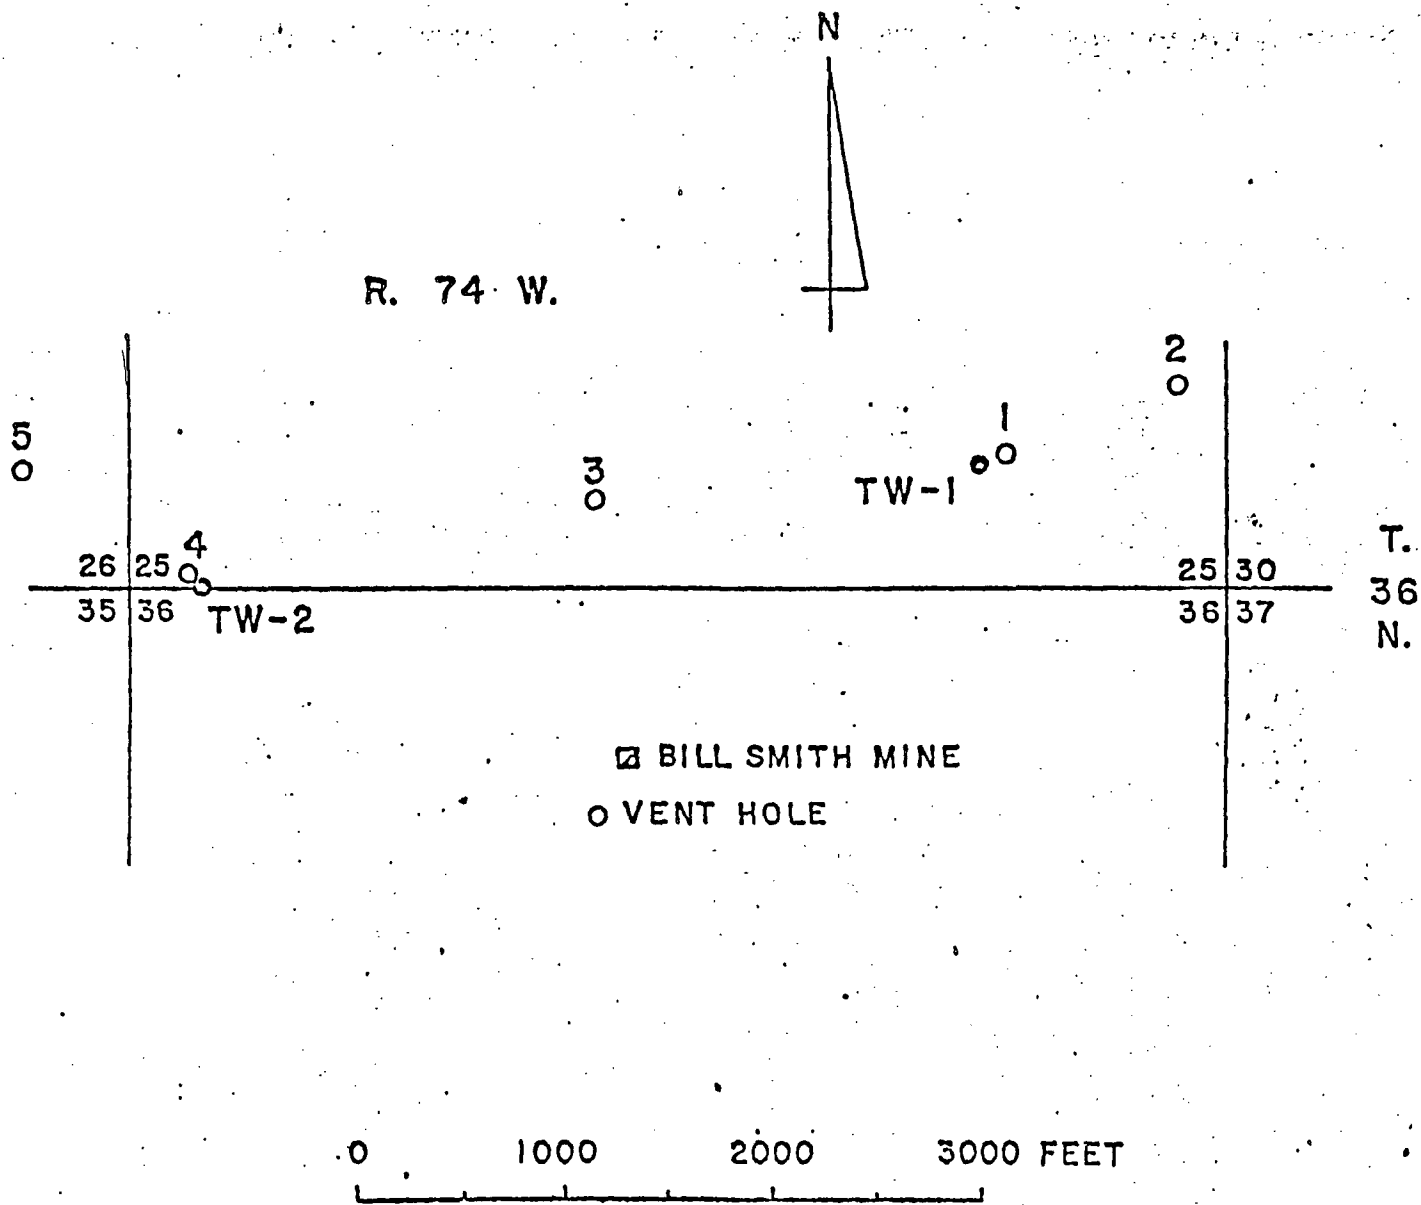 N
R. 74 W.
2
1
5
3
TW-1
4
26 25
25 30
T.
36
N.
35 36
36 37
TW-2
BILL SMITH MINE
VENT HOLE
0 1000 2000 3000 FEET